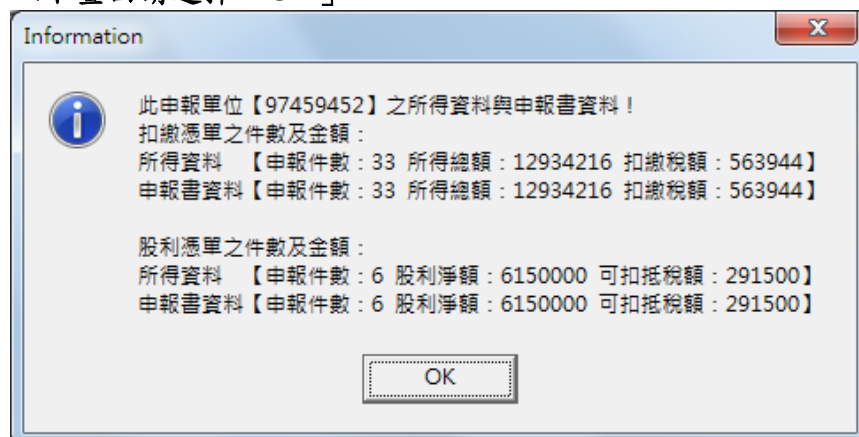 Information
此申報單位【97459452】之所得資料與申報書資料！
扣繳憑單之件數及金額：
所得資料　【申報件數：33 所得總額：12934216 扣繳稅額：563944】
申報書資料【申報件數：33 所得總額：12934216 扣繳稅額：563944】
股利憑單之件數及金額：
所得資料　【申報件數：6 股利淨額：6150000 可扣抵稅額：291500】
申報書資料【申報件數：6 股利淨額：6150000 可扣抵稅額：291500】
OK